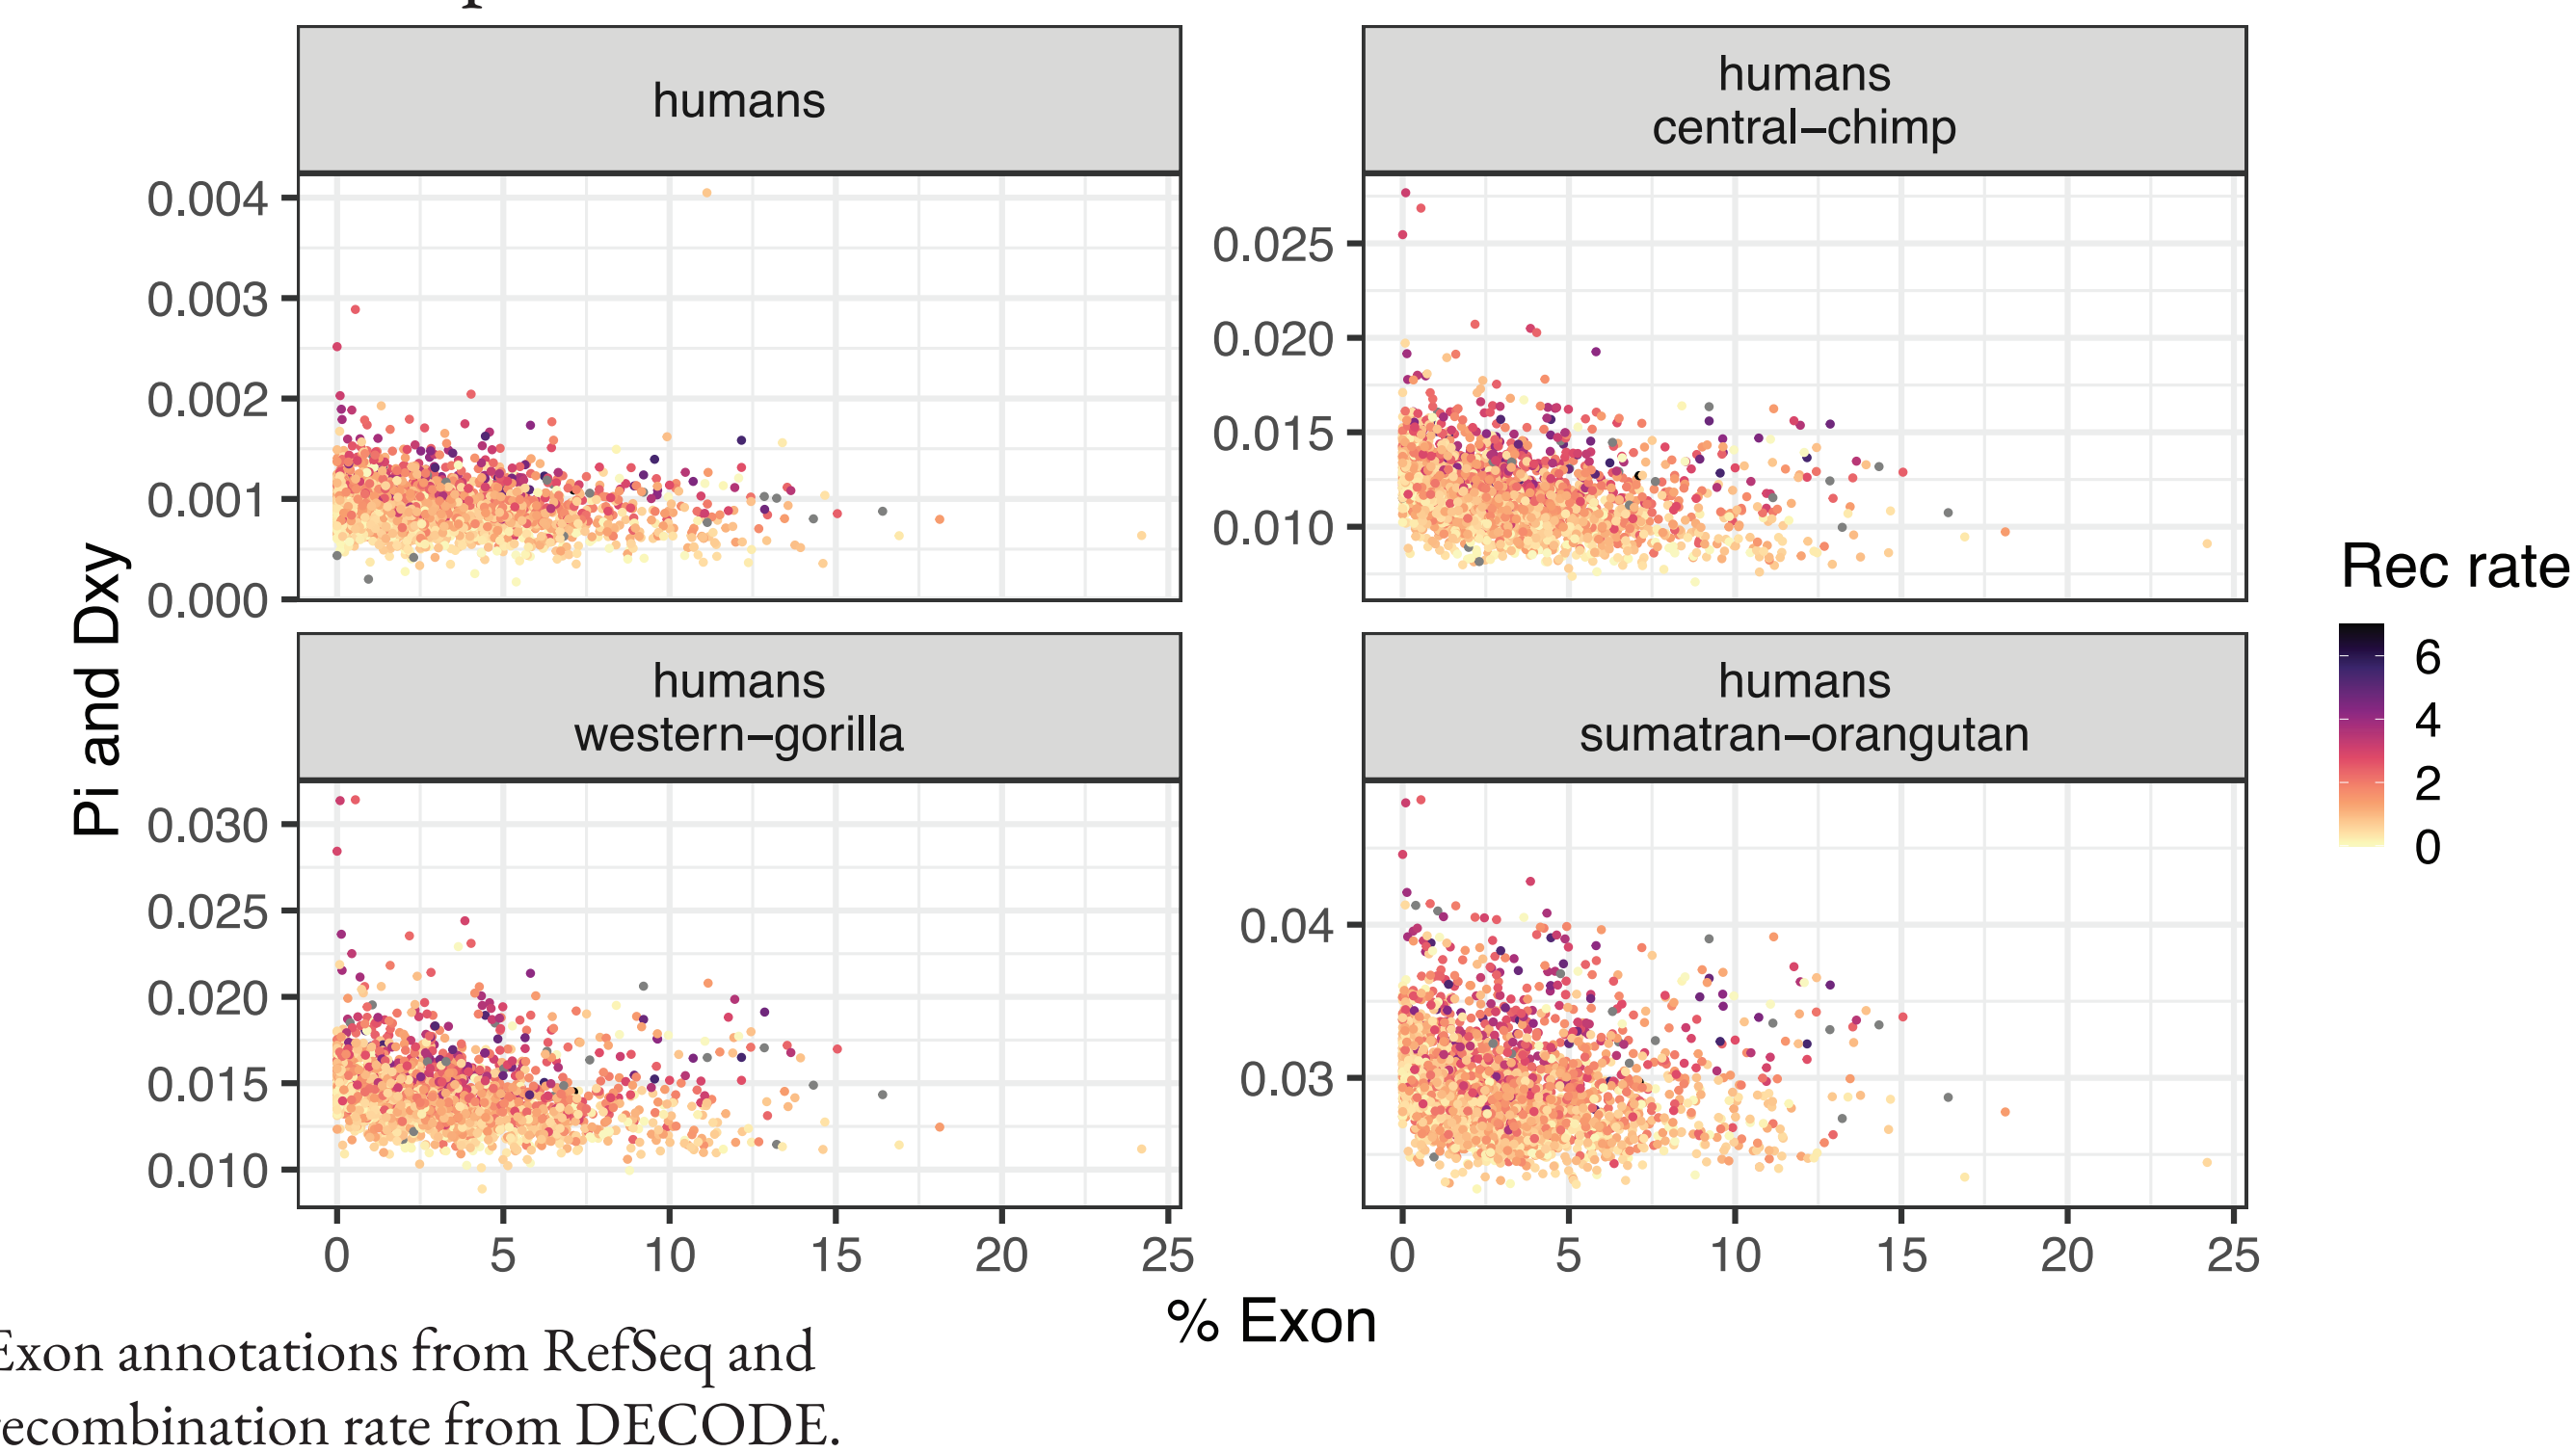 humans
humans
central−chimp
0.004
0.003
0.002
0.001
0.000
0.025
0.020
0.015
0.010
Pi and Dxy
humans
western−gorilla
humans
sumatran−orangutan
0.030
0.025
0.020
0.015
0.010
0.04
0.03
0 5 10 15 20 25
0 5 10 15 20 25
% Exon
Rec rate
6
4
2
0
Exon annotations from RefSeq and
recombination rate from DECODE.